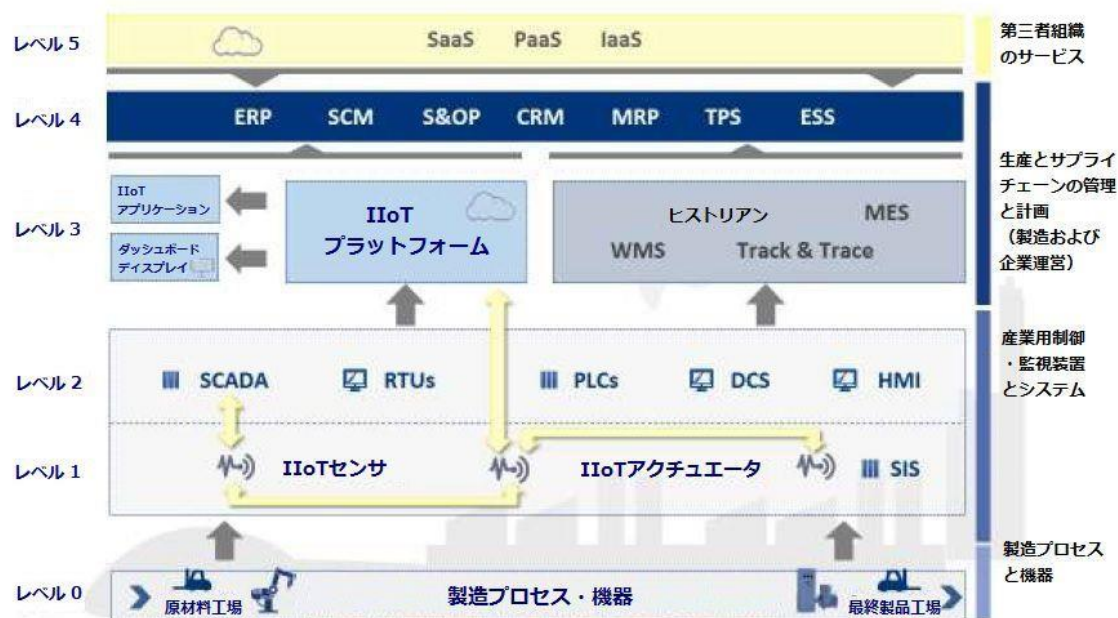 レベル 5
SaaS PaaS IaaS
第三者組織
のサービス
レベル 4
ERP SCM S&OP CRM MRP TPS ESS
生産とサプライ
チェーンの管理
と計画
(製造および
企業運営)
レベル 3
IIoT
アプリケーション
ダッシュボード
ディスプレイ
IIoT
プラットフォーム
ヒストリアン
MES
WMS
Track & Trace
産業用制御
・監視装置
とシステム
レベル 2
SCADA
RTUs
PLCs
DCS
HMI
レベル 1
IIoTセンサ
IIoTアクチュエータ
SIS
製造プロセス
と機器
レベル 0
原材料工場
製造プロセス・機器
最終製品工場